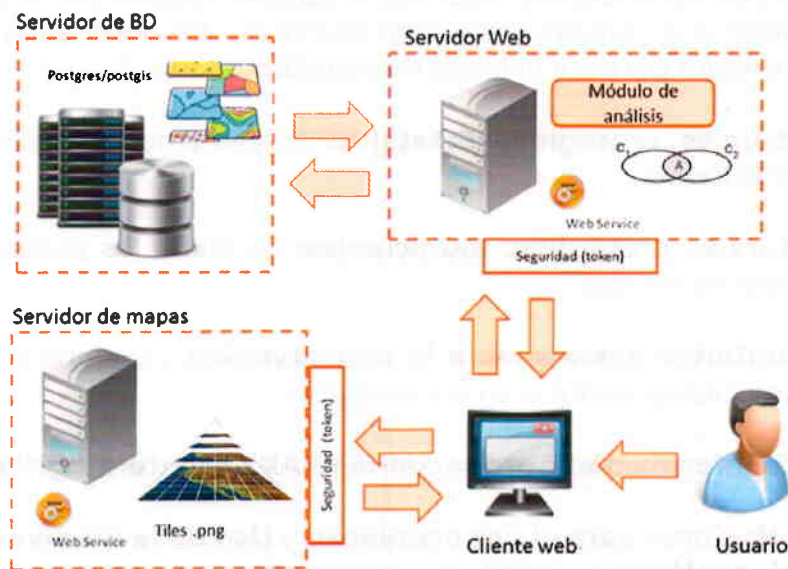 Servidor de BD
Postgres/postgis
Servidor Web
Módulo de
análisis
C1
A
C2
Web Service
Seguridad (token)
Servidor de mapas
Seguridad (token)
Tiles .png
Web Service
Cliente web
Usuario